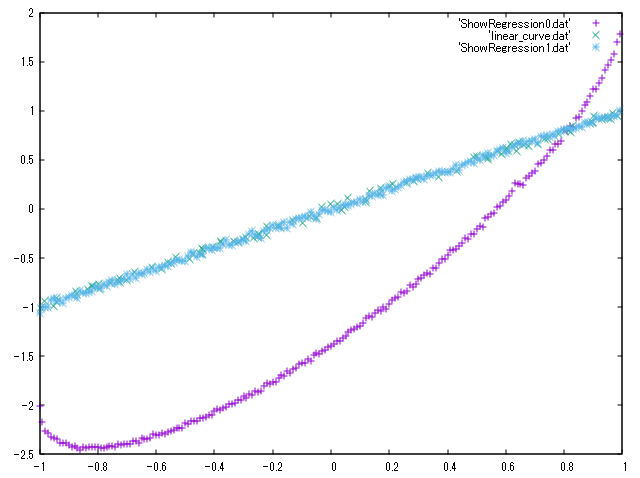 'ShowRegression0.dat'
'linear_curve.dat'
'ShowRegression1.dat'
2
1.5
1
0.5
0
-0.5
-1
-1.5
-2
-2.5
-1 -0.8 -0.6 -0.4 -0.2 0 0.2 0.4 0.6 0.8 1